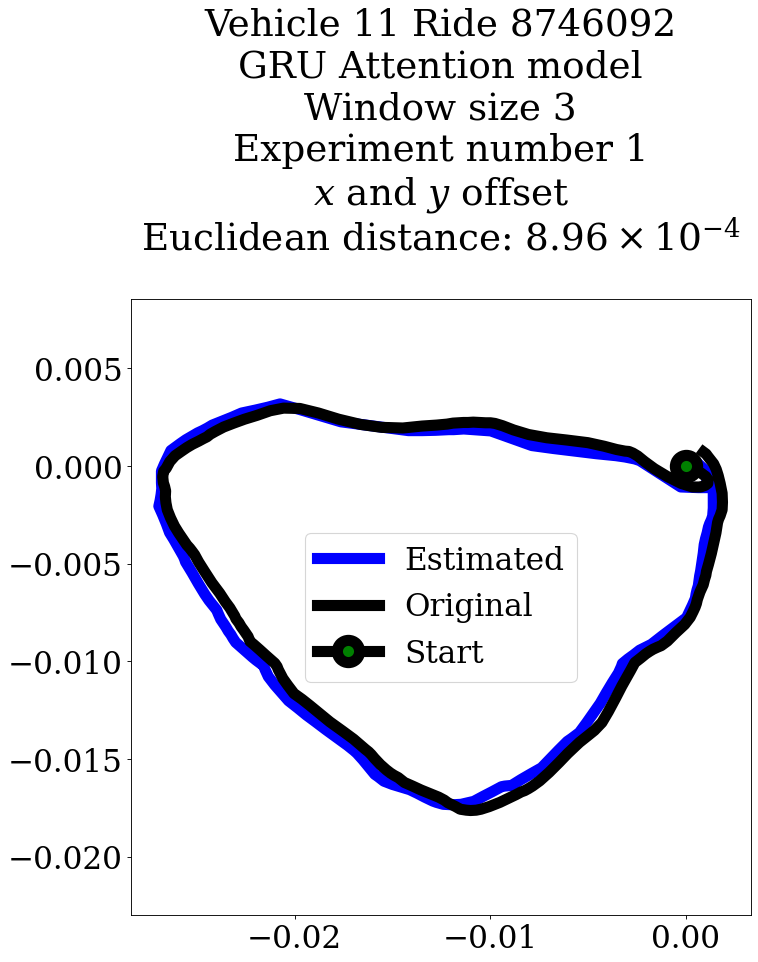 Vehicle 11 Ride 8746092
GRU Attention model
Window size 3
Experiment number 1
x and y offset
Euclidean distance: 8.96 × 10⁻⁴
0.005
0.000
−0.005
−0.010
−0.015
−0.020
Estimated
Original
Start
−0.02
−0.01
0.00